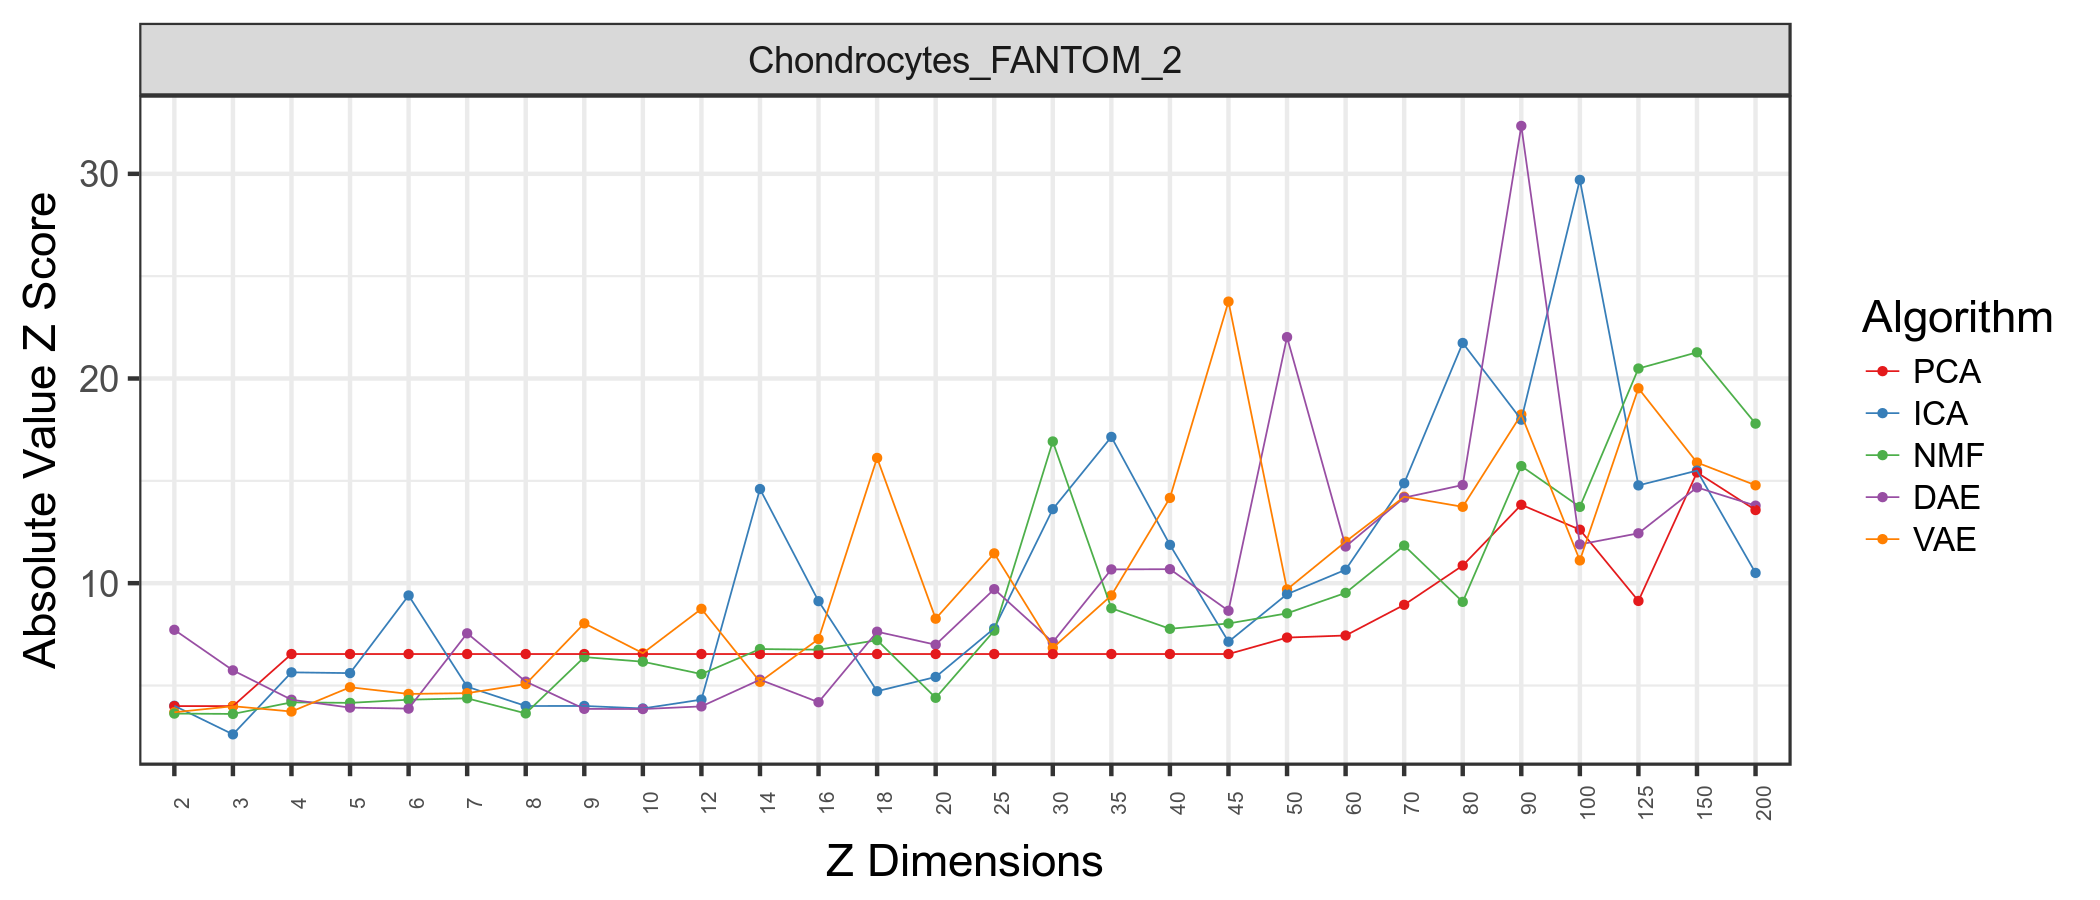 Chondrocytes_FANTOM_2
Absolute Value Z Score
30
20
10
2 3 4 5 6 7 8 9 10 12 14 16 18 20 25 30 35 40 45 50 60 70 80 90 100 125 150 200
Z Dimensions
Algorithm
PCA
ICA
NMF
DAE
VAE